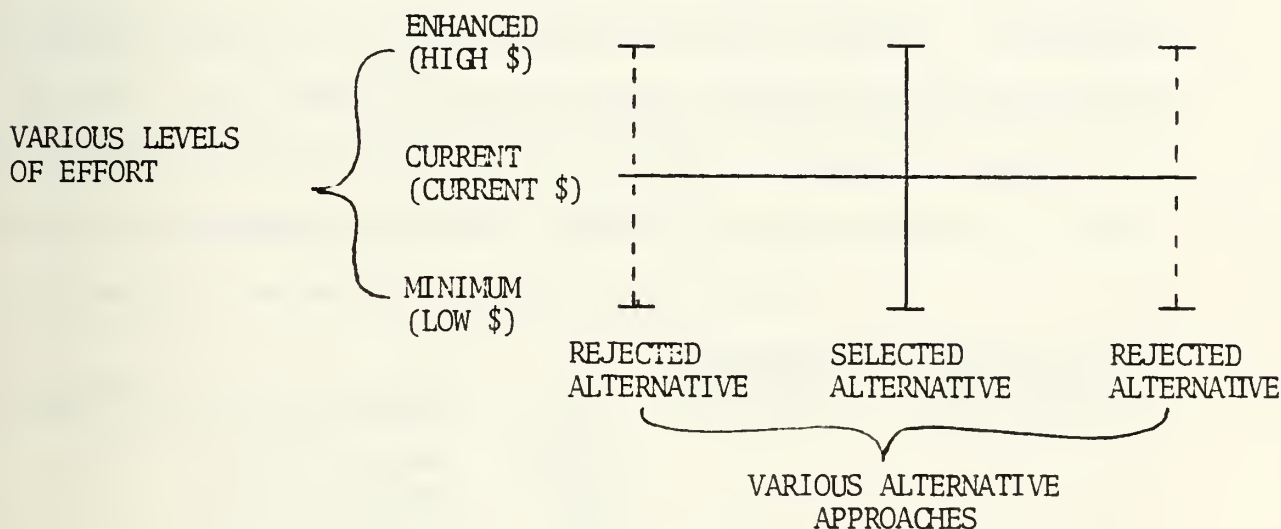 ENHANCED
(HIGH $)
VARIOUS LEVELS
OF EFFORT
CURRENT
(CURRENT $)
MINIMUM
(LOW $)
REJECTED
ALTERNATIVE
SELECTED
ALTERNATIVE
REJECTED
ALTERNATIVE
VARIOUS ALTERNATIVE
APPROACHES